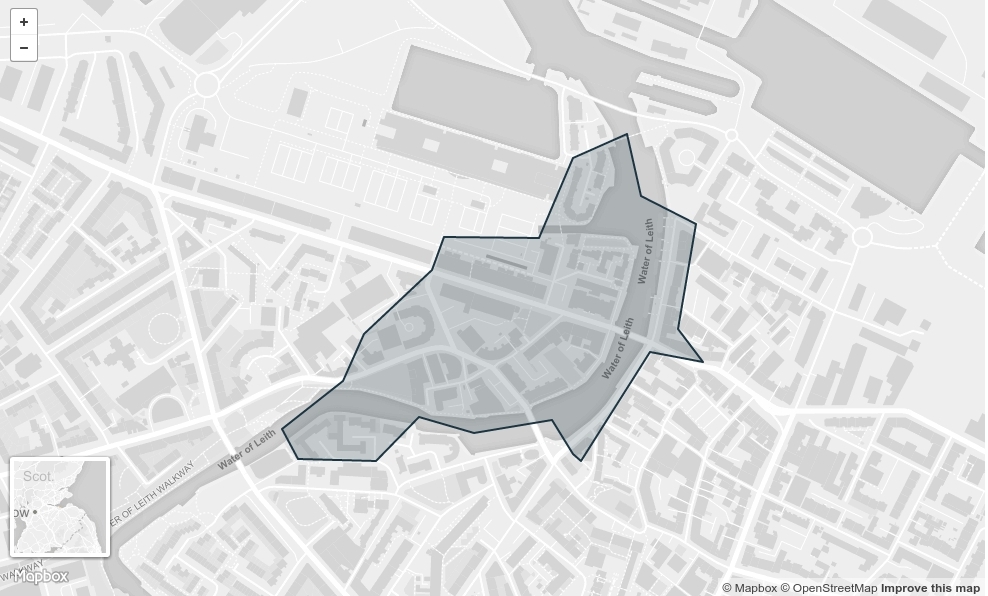 +
−
Water of Leith
Water of Leith
Water of Leith
ER OF LEITH WALKWAY
Scot.
ow
WALKWAY
Mapbox
© Mapbox © OpenStreetMap Improve this map